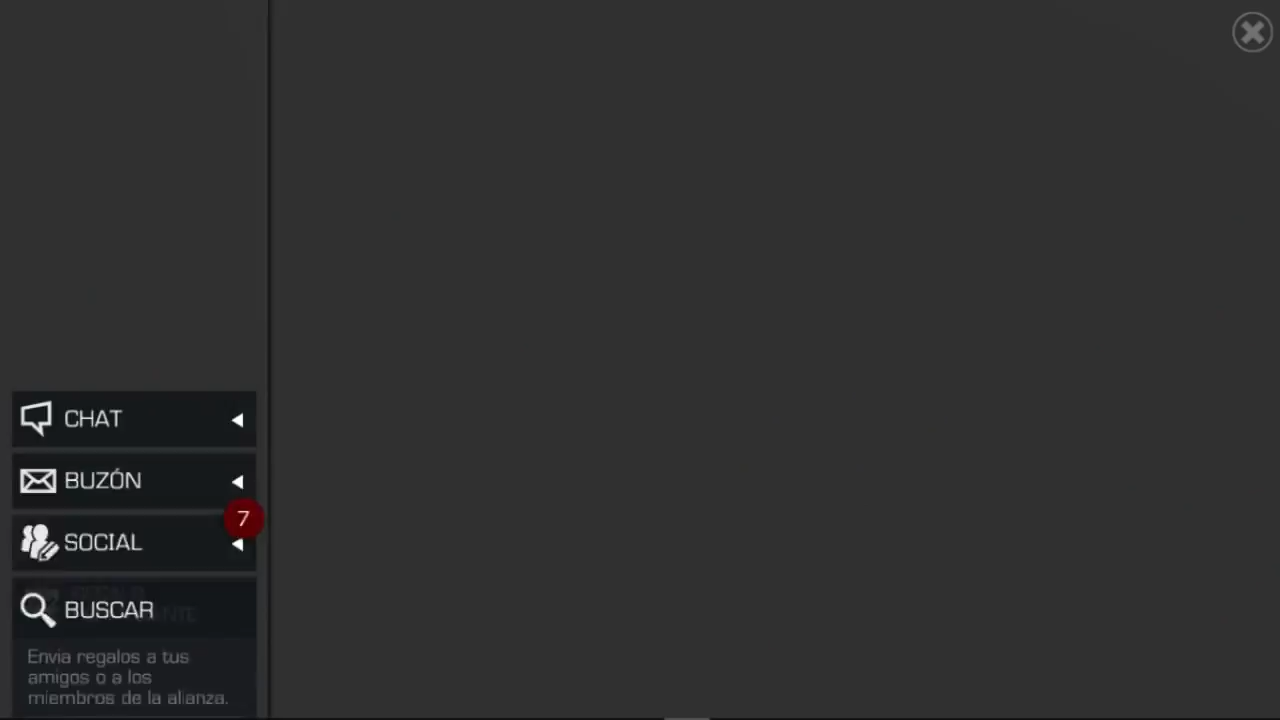 CHAT
BUZÓN
7
SOCIAL
BUSCAR
Envia regalos a tus
amigos o a los
miembros de la alianza.